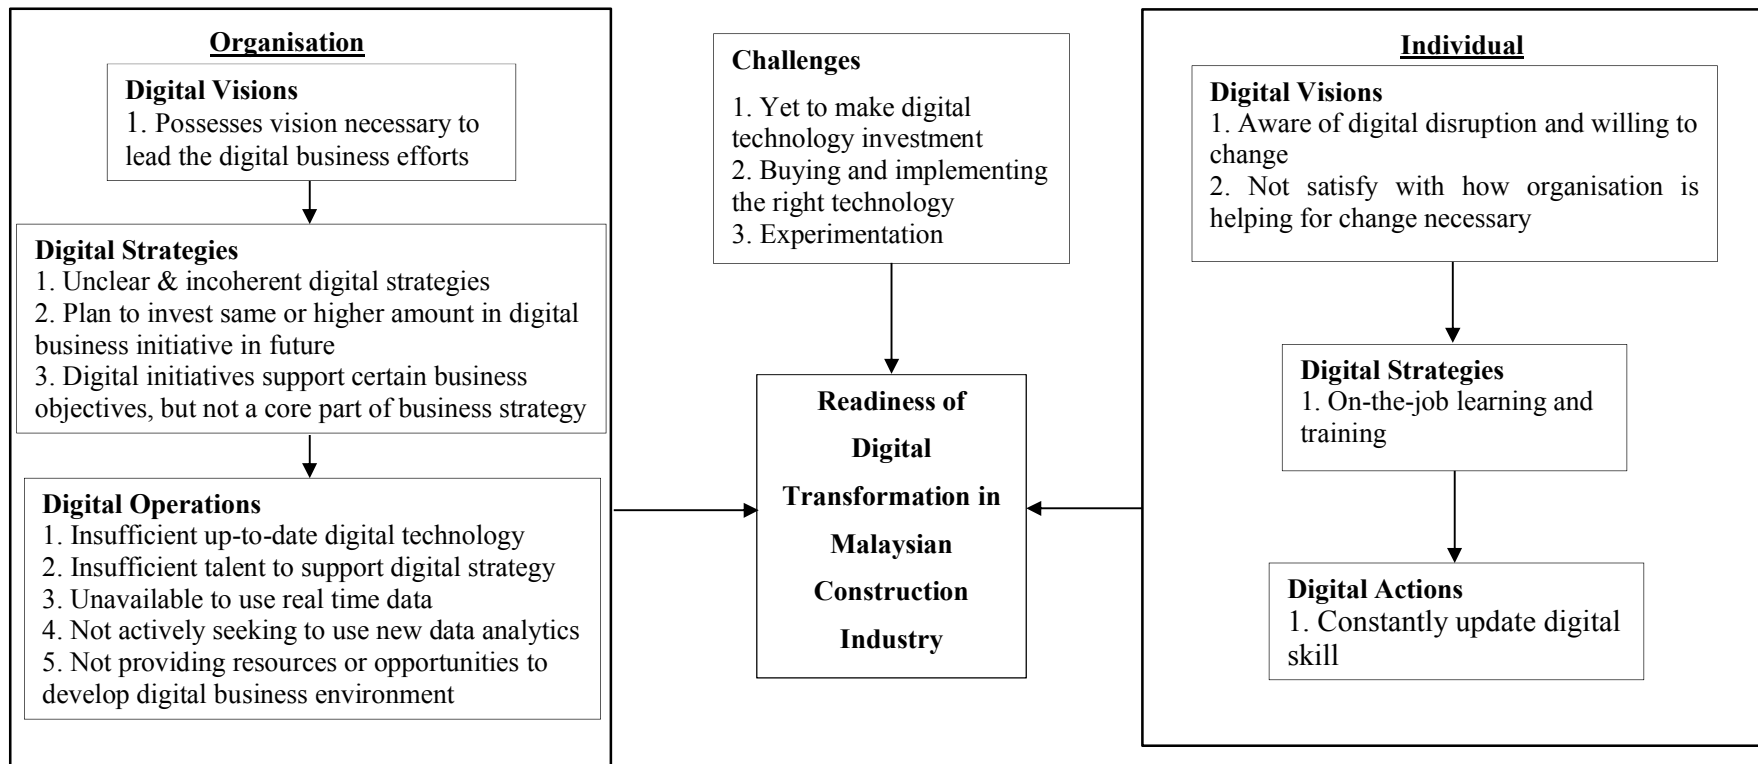 Organisation
Digital Visions
1. Possesses vision necessary to
lead the digital business efforts
Digital Strategies
1. Unclear & incoherent digital strategies
2. Plan to invest same or higher amount in digital
business initiative in future
3. Digital initiatives support certain business
objectives, but not a core part of business strategy
Digital Operations
1. Insufficient up-to-date digital technology
2. Insufficient talent to support digital strategy
3. Unavailable to use real time data
4. Not actively seeking to use new data analytics
5. Not providing resources or opportunities to
develop digital business environment
Challenges
1. Yet to make digital
technology investment
2. Buying and implementing
the right technology
3. Experimentation
Readiness of
Digital
Transformation in
Malaysian
Construction
Industry
Individual
Digital Visions
1. Aware of digital disruption and willing to
change
2. Not satisfy with how organisation is
helping for change necessary
Digital Strategies
1. On-the-job learning and
training
Digital Actions
1. Constantly update digital
skill